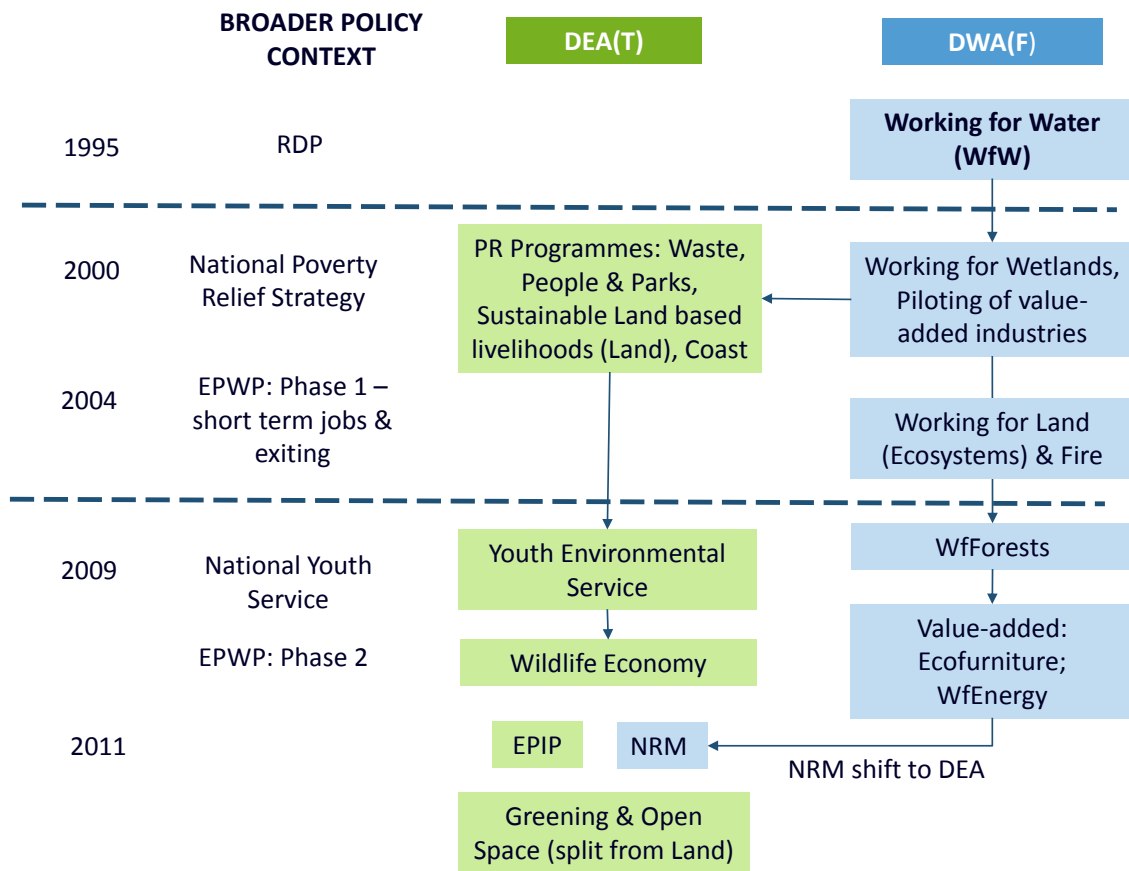 BROADER POLICY
CONTEXT
DEA(T)
DWA(F)
1995
RDP
Working for Water
(WfW)
2000
National Poverty
Relief Strategy
PR Programmes: Waste,
People & Parks,
Sustainable Land based
livelihoods (Land), Coast
Working for Wetlands,
Piloting of value-
added industries
2004
EPWP: Phase 1 –
short term jobs &
exiting
Working for Land
(Ecosystems) & Fire
2009
National Youth
Service
Youth Environmental
Service
WfForests
EPWP: Phase 2
Wildlife Economy
Value-added:
Ecofurniture;
WfEnergy
2011
EPIP
NRM
NRM shift to DEA
Greening & Open
Space (split from Land)